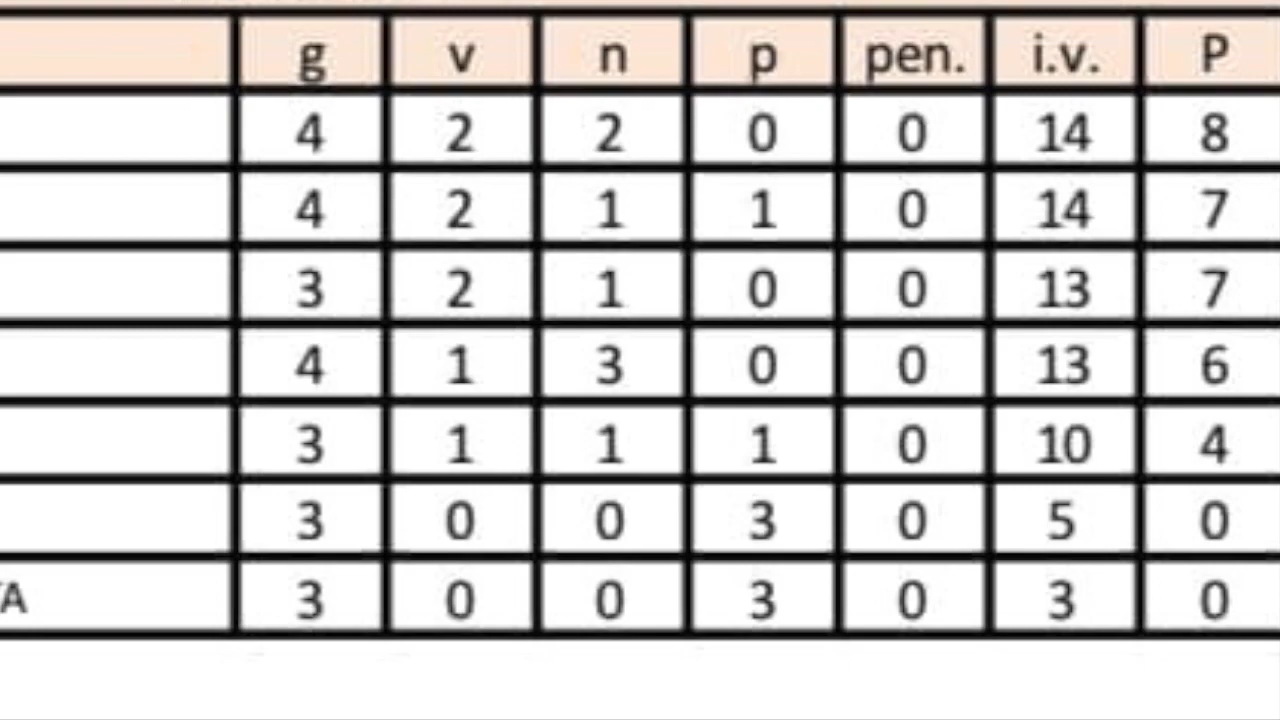 g v n p pen. i.v. P
4 2 2 0 0 14 8
4 2 1 1 0 14 7
3 2 1 0 0 13 7
4 1 3 0 0 13 6
3 1 1 1 0 10 4
3 0 0 3 0 5 0
A 3 0 0 3 0 3 0